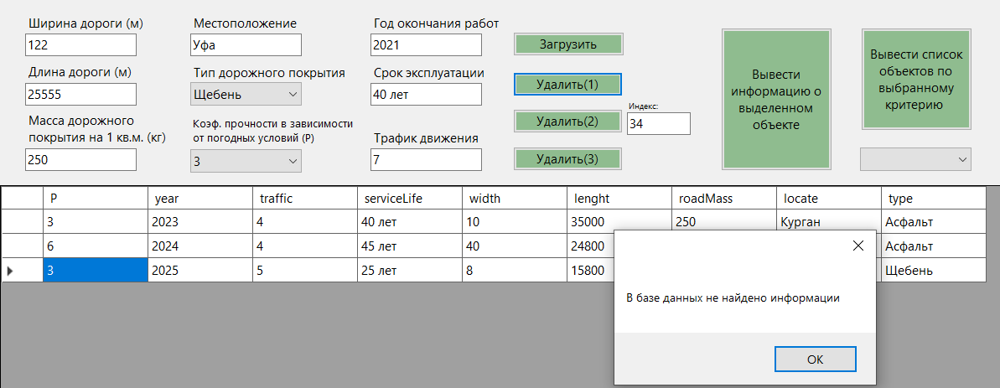 Ширина дороги (м)
122
Длина дороги (м)
25555
Масса дорожного
покрытия на 1 кв.м. (кг)
250
Местоположение
Уфа
Тип дорожного покрытия
Щебень
Коэф. прочности в зависимости
от погодных условий (Р)
3
Год окончания работ
2021
Срок эксплуатации
40 лет
Трафик движения
7
Загрузить
Удалить(1)
Удалить(2)
Удалить(3)
Индекс:
34
Вывести
информацию о
выделенном
объекте
Вывести список
объектов по
выбранному
критерию
P year traffic serviceLife width lenght roadMass locate type
3 2023 4 40 лет 10 35000 250 Курган Асфальт
6 2024 4 45 лет 40 24800 Асфальт
3 2025 5 25 лет 8 15800 Щебень
В базе данных не найдено информации
ОК